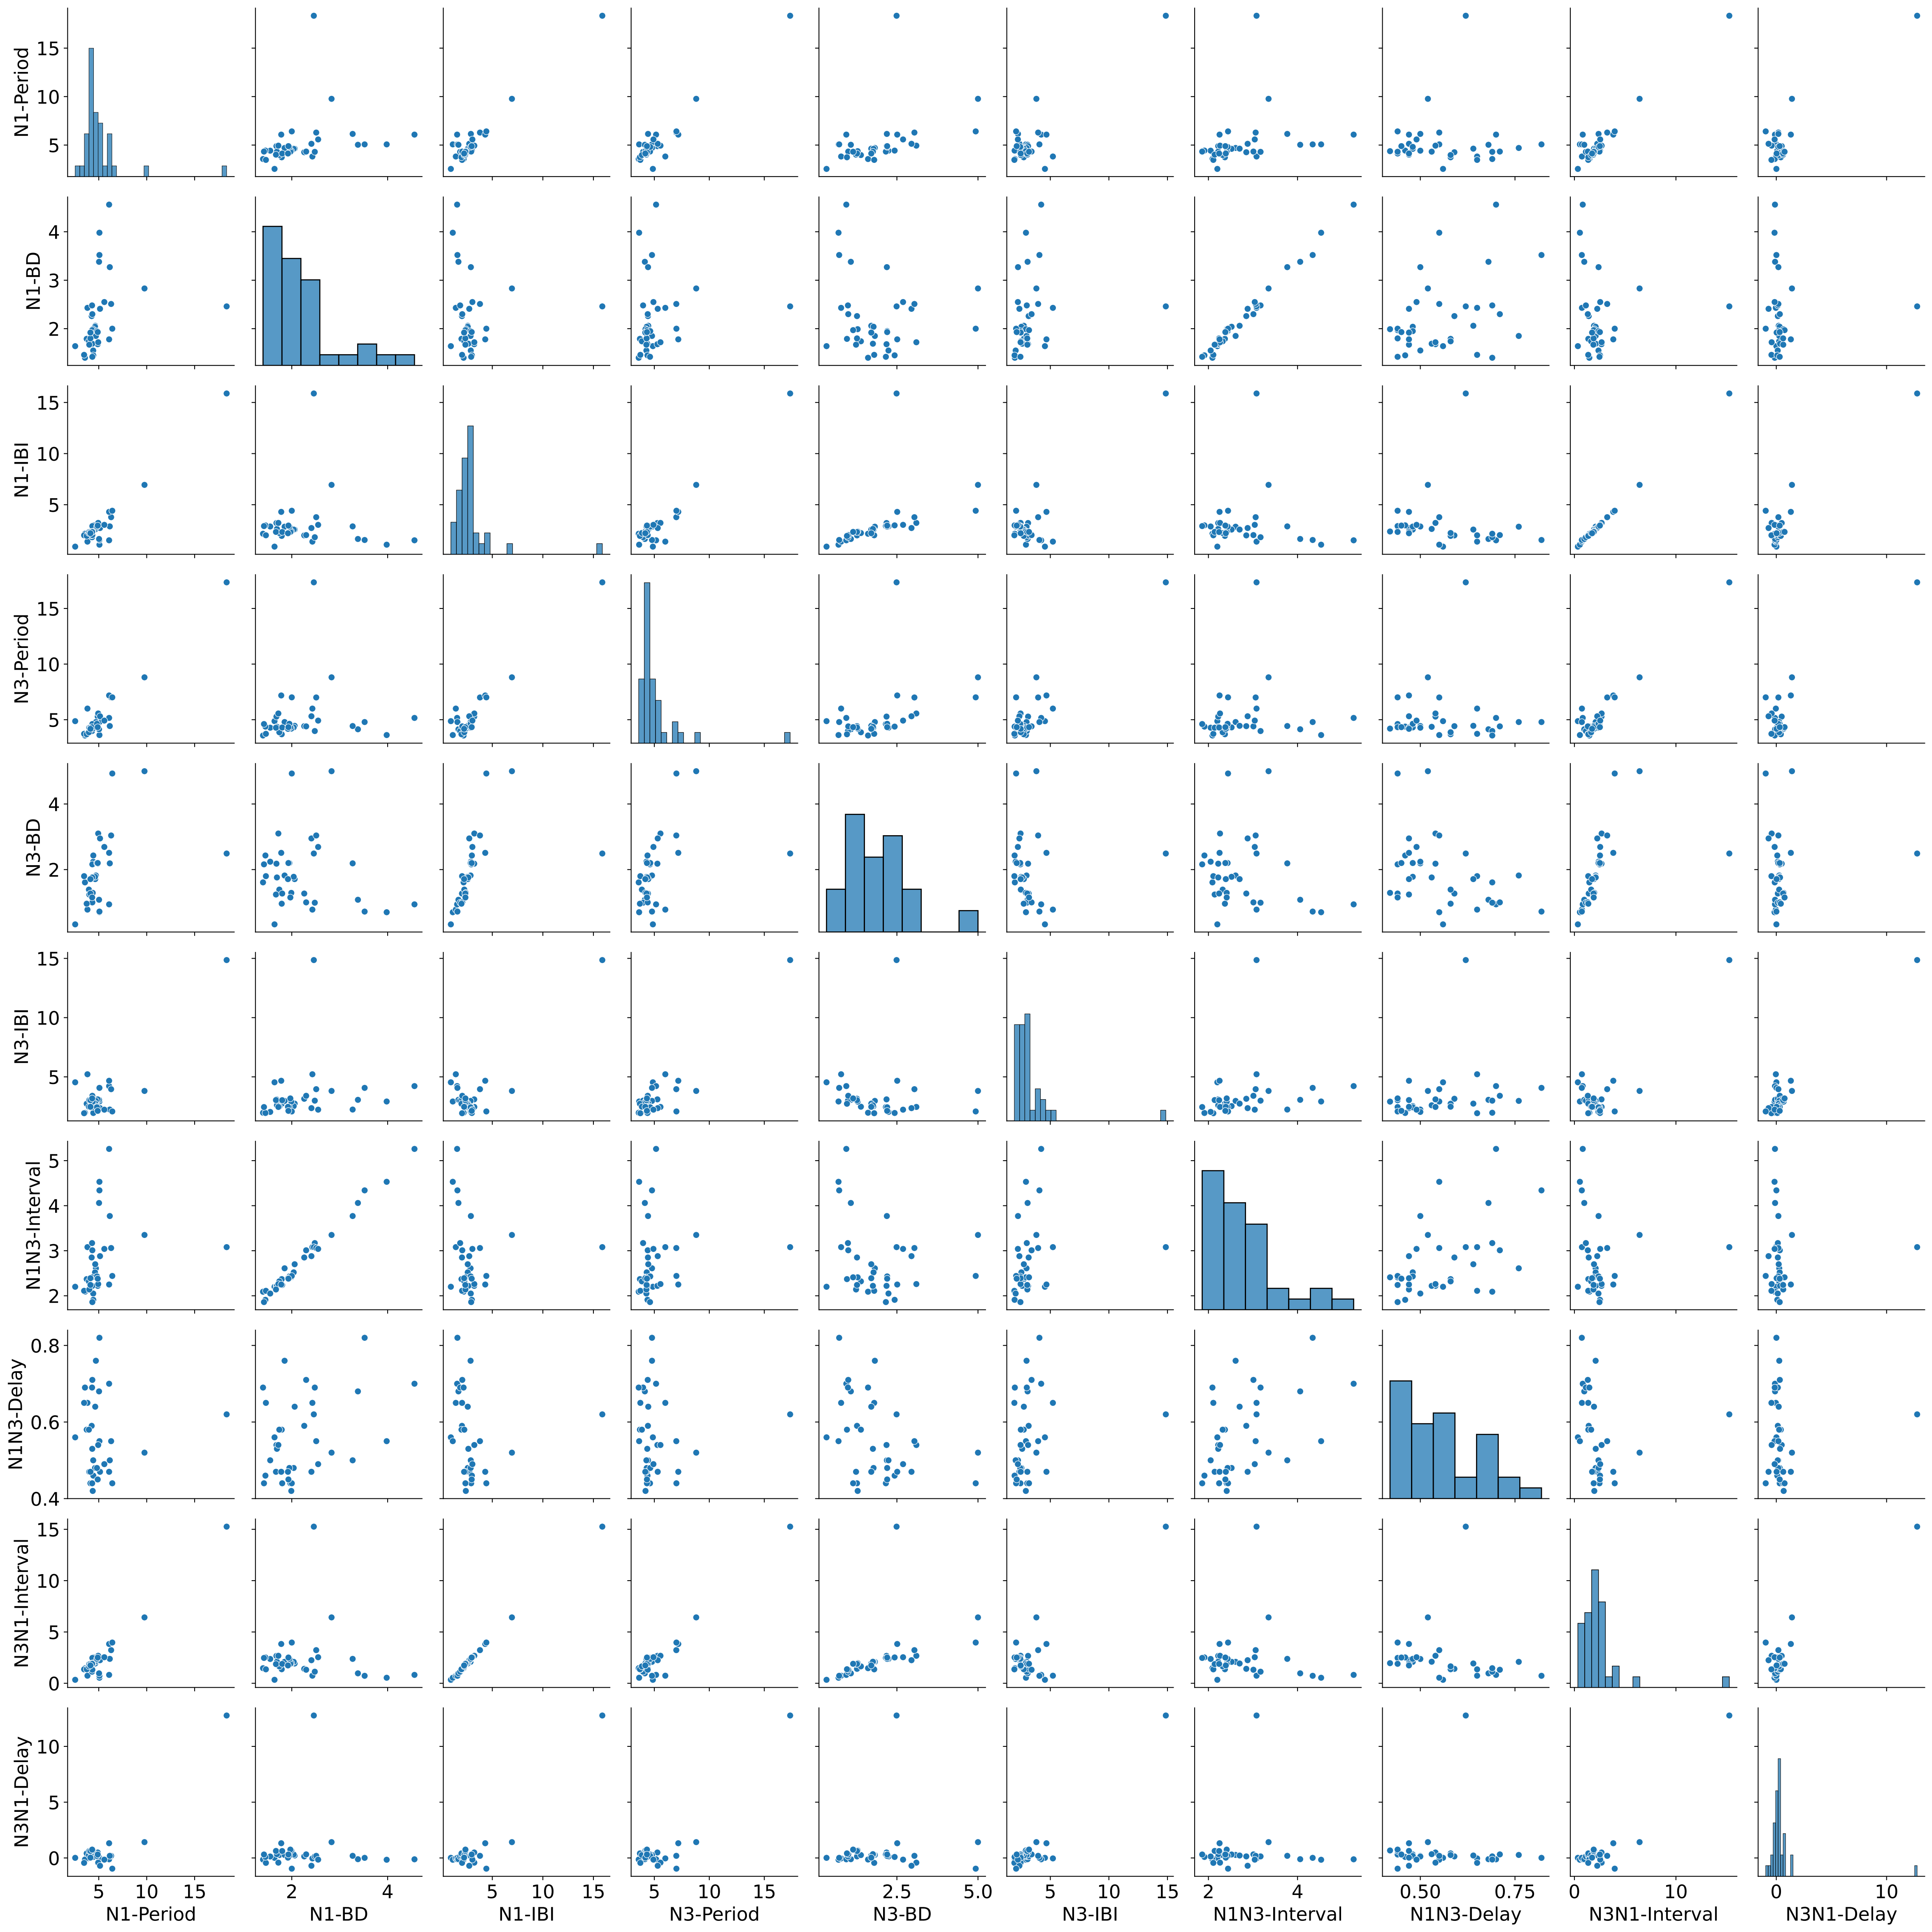 N1-Period
15
10
5
N1-BD
4
3
2
N1-IBI
15
10
5
N3-Period
15
10
5
N3-BD
4
2
N3-IBI
15
10
5
N1N3-Interval
5
4
3
2
N1N3-Delay
0.8
0.6
0.4
N3N1-Interval
15
10
5
0
N3N1-Delay
10
5
0
5 10 15 2 4 5 10 15 5 10 15 2.5 5.0 5 10 15 2 4 0.50 0.75 0 10 0 10
N1-Period N1-BD N1-IBI N3-Period N3-BD N3-IBI N1N3-Interval N1N3-Delay N3N1-Interval N3N1-Delay